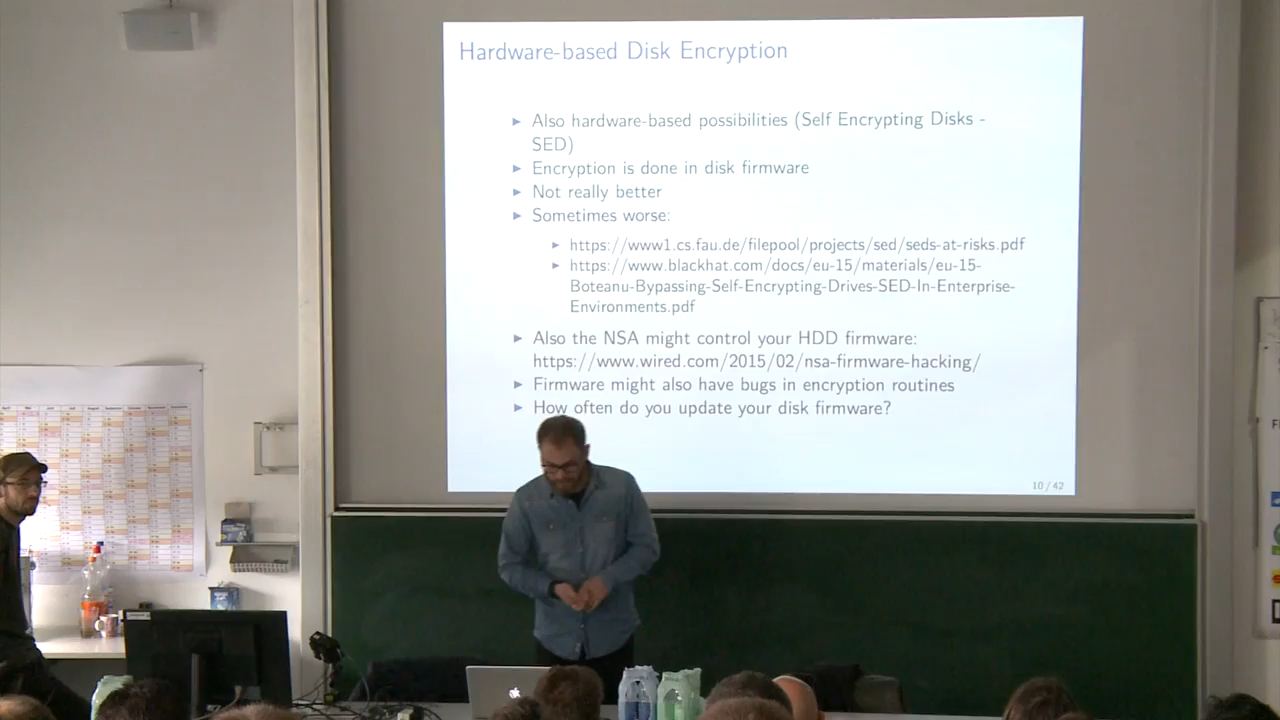 Hardware-based Disk Encryption
Also hardware-based possibilities (Self Encrypting Disks -
SED)
Encryption is done in disk firmware
Not really better
Sometimes worse:
https://www1.cs.fau.de/filepool/projects/sed/seds-at-risks.pdf
https://www.blackhat.com/docs/eu-15/materials/eu-15-
Boteanu-Bypassing-Self-Encrypting-Drives-SED-In-Enterprise-
Environments.pdf
Also the NSA might control your HDD firmware:
https://www.wired.com/2015/02/nsa-firmware-hacking/
Firmware might also have bugs in encryption routines
How often do you update your disk firmware?
10 / 42